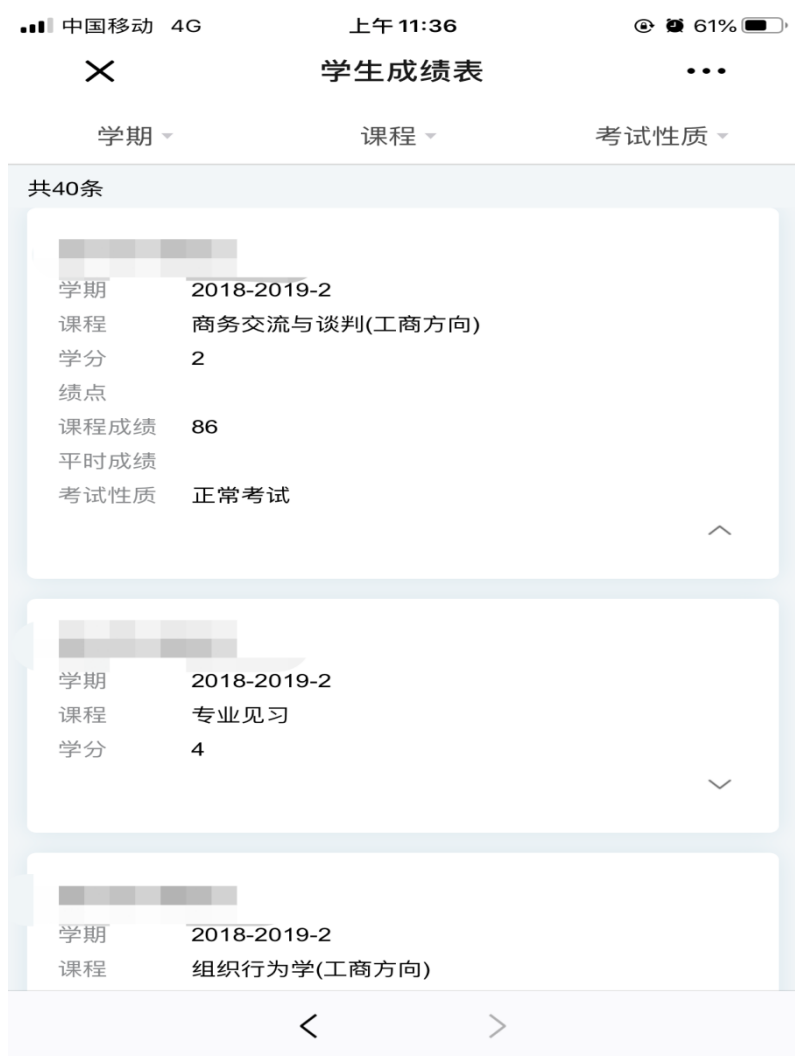 中国移动 4G 上午 11:36 61%
学生成绩表
学期 课程 考试性质
共40条
学期 2018-2019-2
课程 商务交流与谈判(工商方向)
学分 2
绩点
课程成绩 86
平时成绩
考试性质 正常考试
学期 2018-2019-2
课程 专业见习
学分 4
学期 2018-2019-2
课程 组织行为学(工商方向)